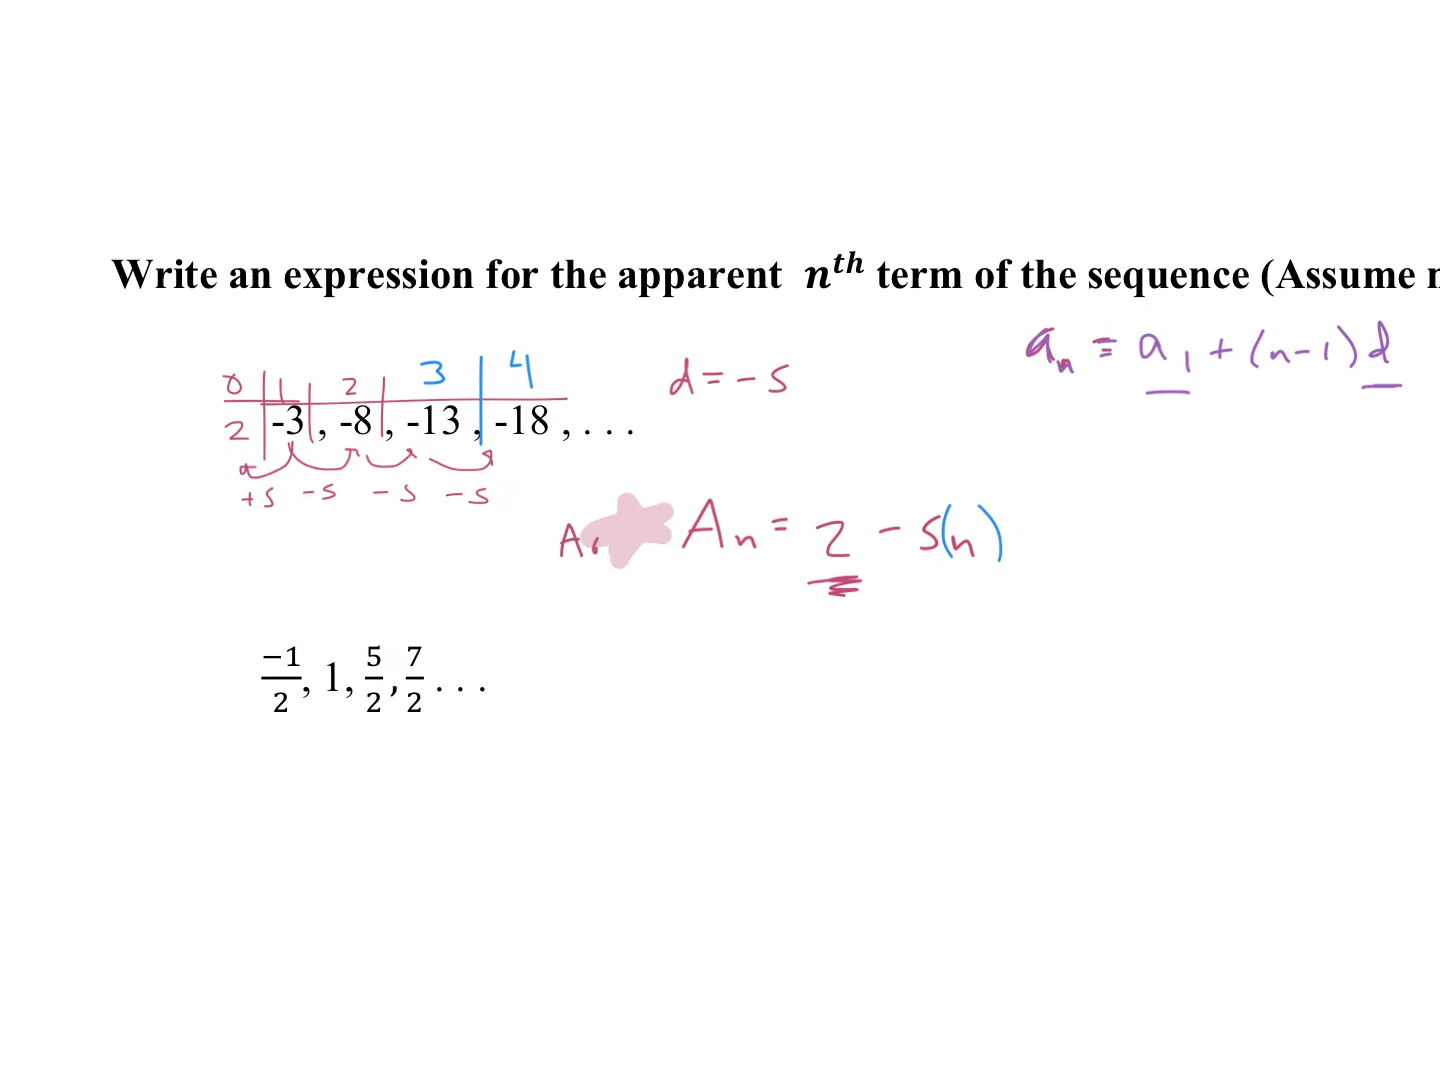 Write an expression for the apparent nᵗʰ term of the sequence (Assume n
aₙ = a₁ + (n-1)d
0 1 2 3 4
d = -5
2 -3 , -8 , -13 , -18 , . . .
+5 -5 -5 -5
Aₙ = 2 - 5(n)
−1/2, 1, 5/2, 7/2 . . .